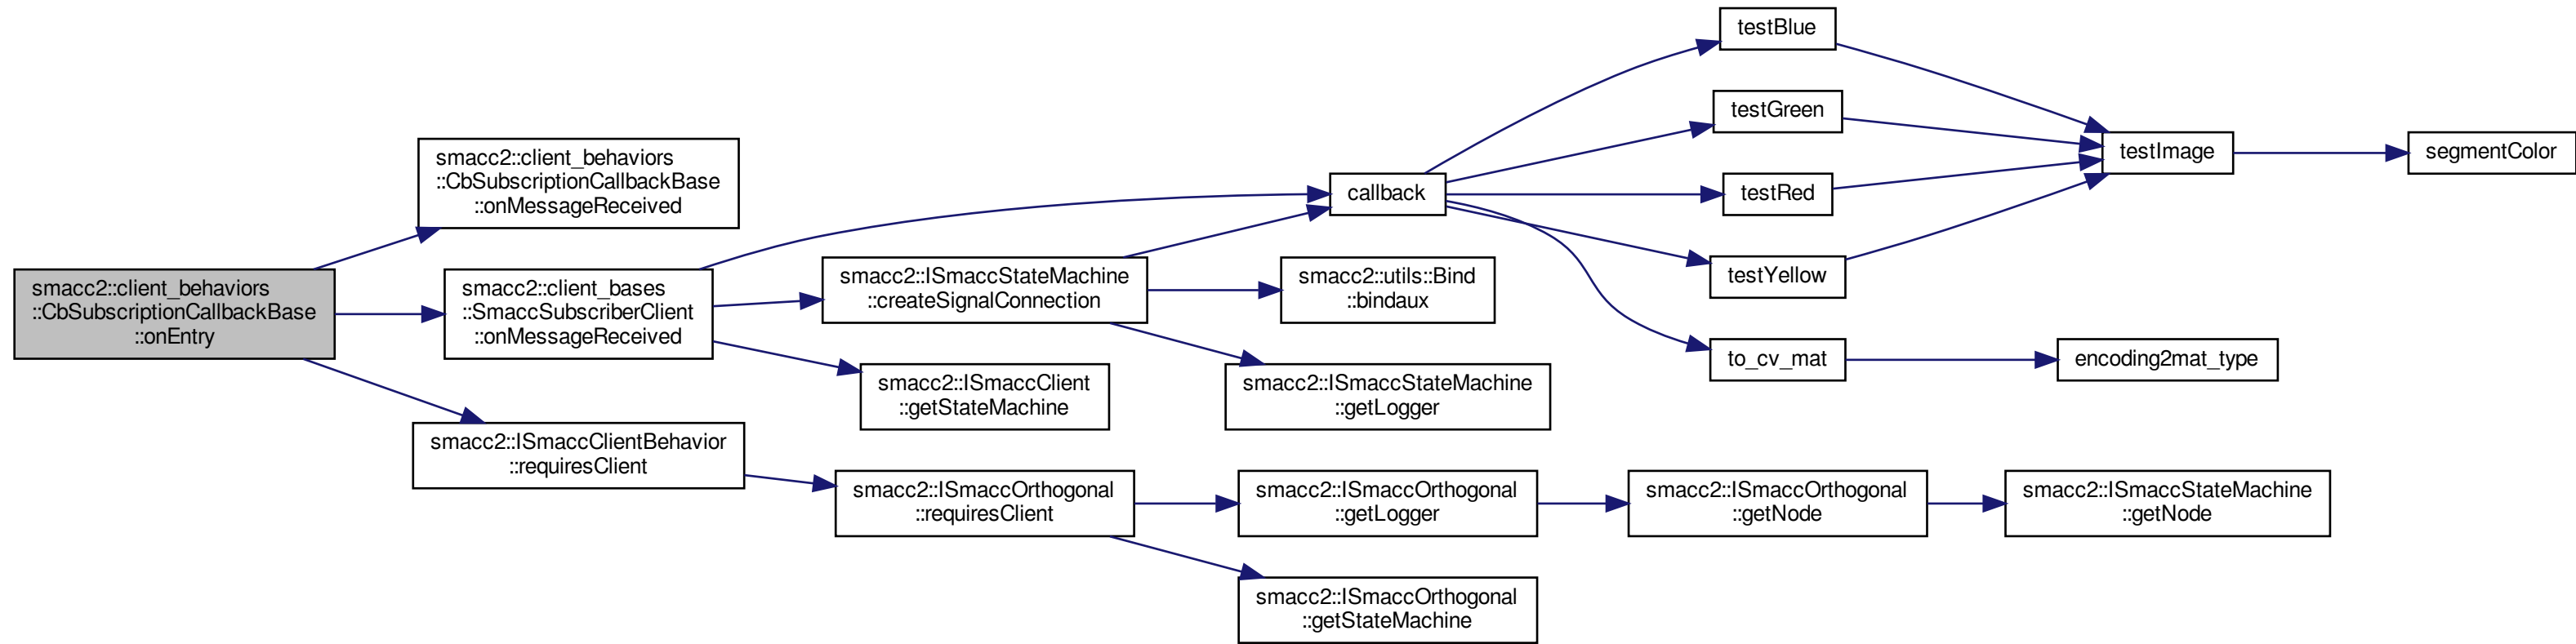 smacc2::client_behaviors
::CbSubscriptionCallbackBase
::onEntry
smacc2::client_behaviors
::CbSubscriptionCallbackBase
::onMessageReceived
smacc2::client_bases
::SmaccSubscriberClient
::onMessageReceived
smacc2::ISmaccStateMachine
::createSignalConnection
callback
testBlue
testImage
segmentColor
testGreen
testRed
testYellow
to_cv_mat
encoding2mat_type
smacc2::utils::Bind
::bindaux
smacc2::ISmaccStateMachine
::getLogger
smacc2::ISmaccClient
::getStateMachine
smacc2::ISmaccClientBehavior
::requiresClient
smacc2::ISmaccOrthogonal
::requiresClient
smacc2::ISmaccOrthogonal
::getLogger
smacc2::ISmaccOrthogonal
::getNode
smacc2::ISmaccStateMachine
::getNode
smacc2::ISmaccOrthogonal
::getStateMachine